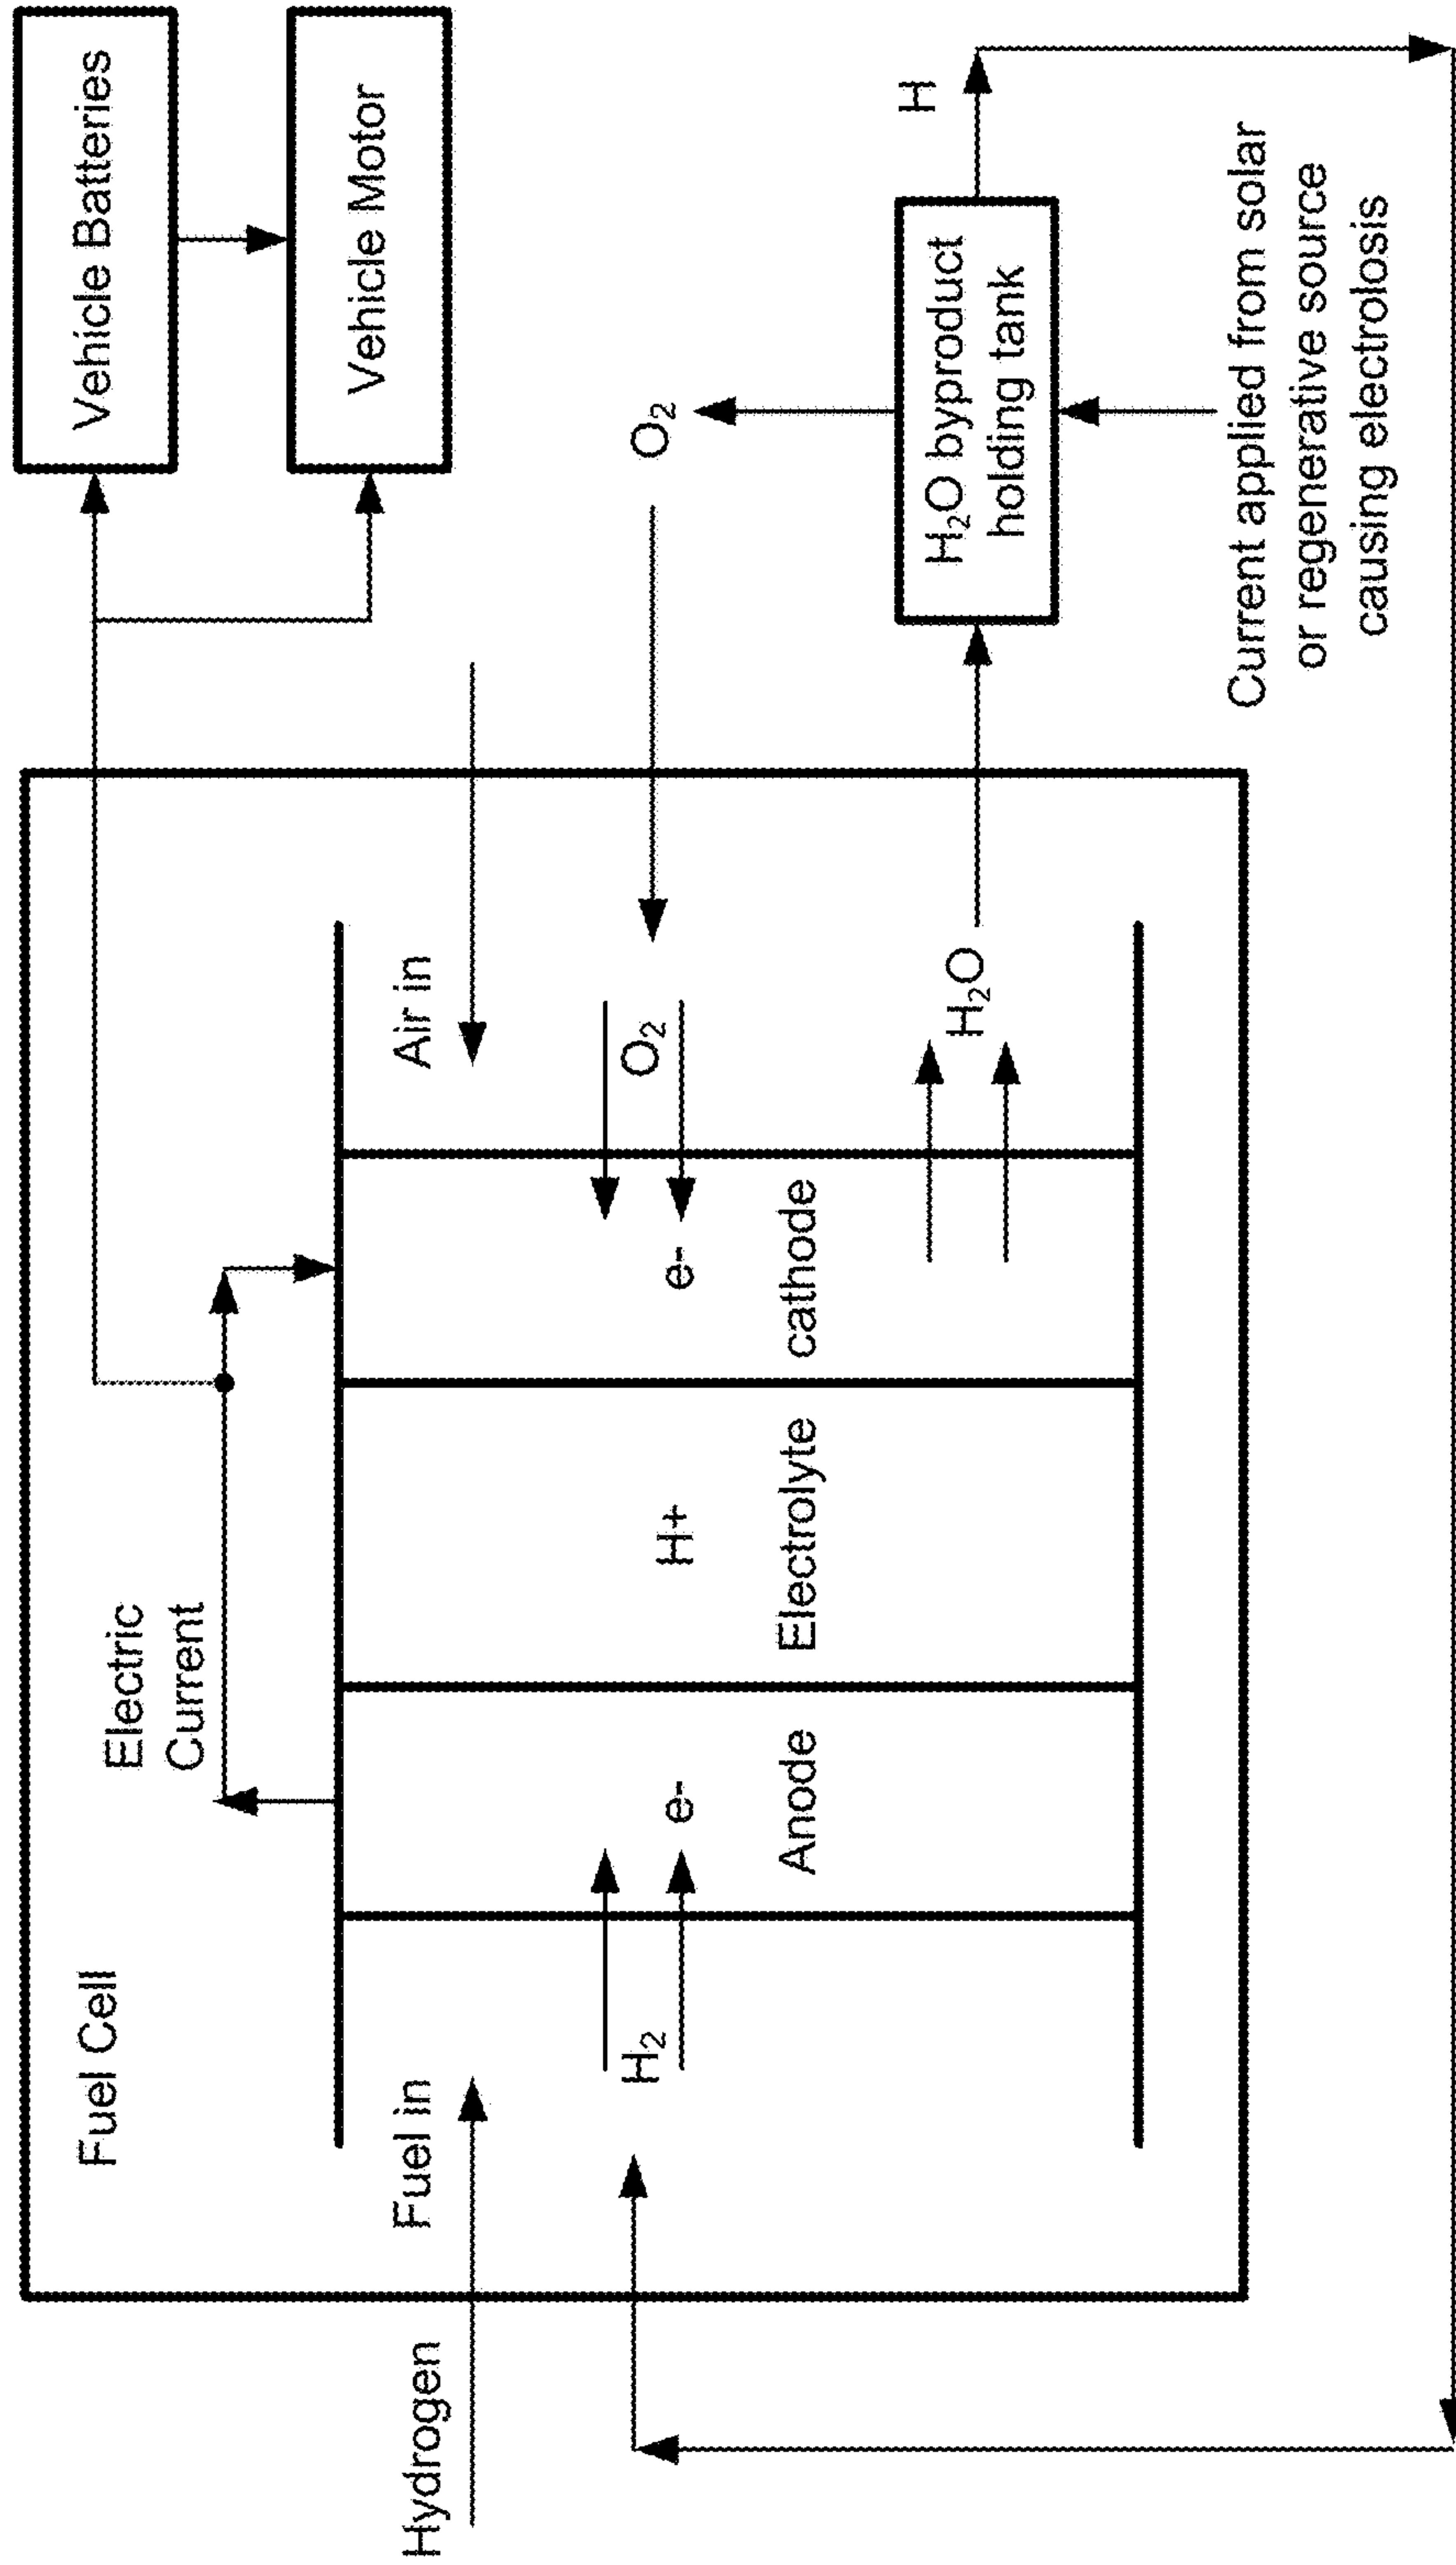 Fuel Cell
Electric
Current
Vehicle Batteries
Vehicle Motor
Hydrogen
Fuel in
Air in
H₂
e-
Anode
H+
Electrolyte
e-
cathode
O₂
O₂
H₂O
H₂O byproduct
holding tank
H
Current applied from solar
or regenerative source
causing electrolosis